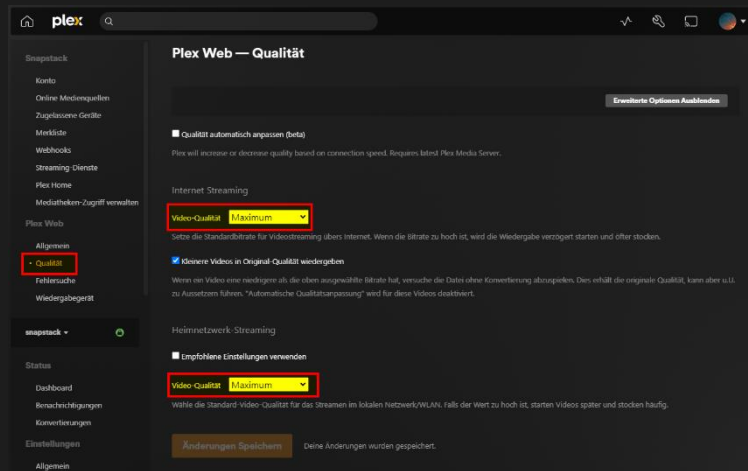 plex
Snapstack
Konto
Online Medienquellen
Zugelassene Geräte
Merkliste
Webhooks
Streaming-Dienste
Plex Home
Mediatheken-Zugriff verwalten
Plex Web
Allgemein
Qualität
Fehlersuche
Wiedergabegerät
snapstack
Status
Dashboard
Benachrichtigungen
Konvertierungen
Einstellungen
Allgemein
Plex Web — Qualität
Erweiterte Optionen Ausblenden
Qualität automatisch anpassen (beta)
Plex will increase or decrease quality based on connection speed. Requires latest Plex Media Server.
Internet Streaming
Video-Qualität Maximum
Setze die Standardbitrate für Videostreaming übers Internet. Wenn die Bitrate zu hoch ist, wird die Wiedergabe verzögert starten und öfter stocken.
Kleinere Videos in Original-Qualität wiedergeben
Wenn ein Video eine niedrigere als die oben ausgewählte Bitrate hat, versuche die Datei ohne Konvertierung abzuspielen. Dies erhält die originale Qualität, kann aber u.U.
zu Aussetzern führen. "Automatische Qualitätsanpassung" wird für diese Videos deaktiviert.
Heimnetzwerk-Streaming
Empfohlene Einstellungen verwenden
Video-Qualität Maximum
Wähle die Standard-Video-Qualität für das Streamen im lokalen Netzwerk/WLAN. Falls der Wert zu hoch ist, starten Videos später und stocken häufig.
Änderungen Speichern Deine Änderungen wurden gespeichert.